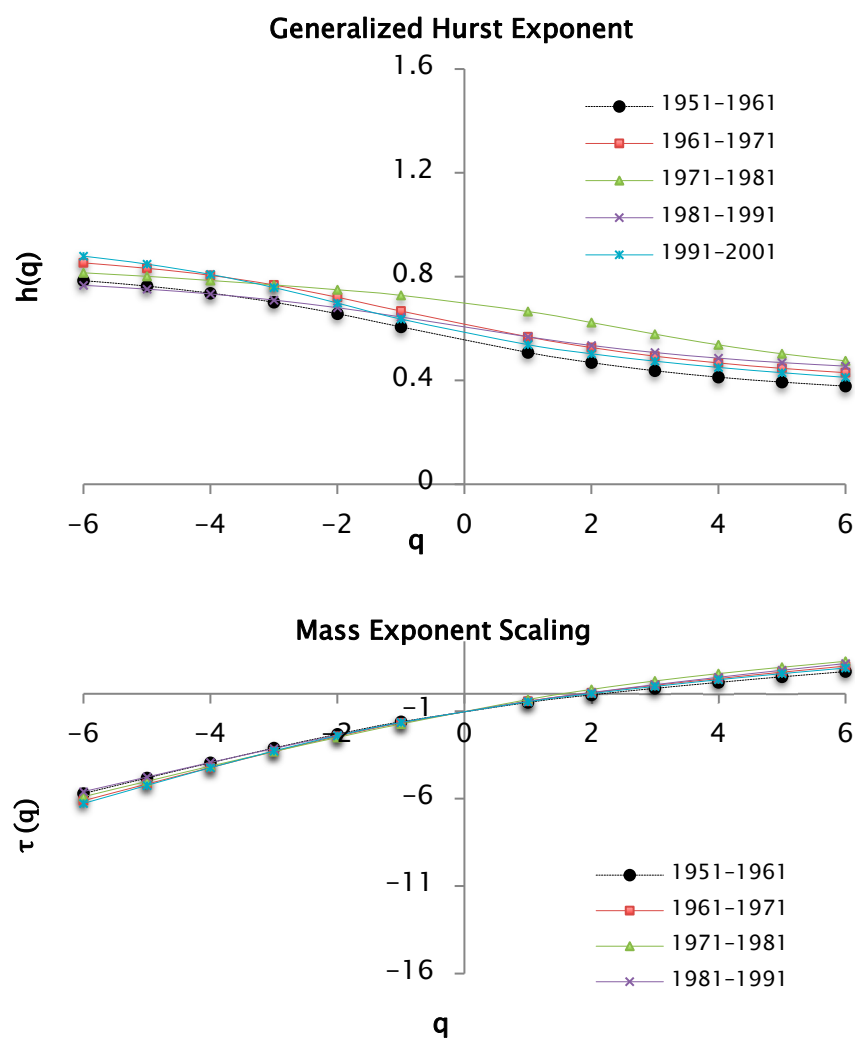 Generalized Hurst Exponent
1.6
1.2
0.8
0.4
0
h(q)
1951–1961
1961–1971
1971–1981
1981–1991
1991–2001
−6 −4 −2 0 2 4 6
q
Mass Exponent Scaling
−1
−6 −4 −2 0 2 4 6
−6
−11
−16
τ (q)
1951–1961
1961–1971
1971–1981
1981–1991
q